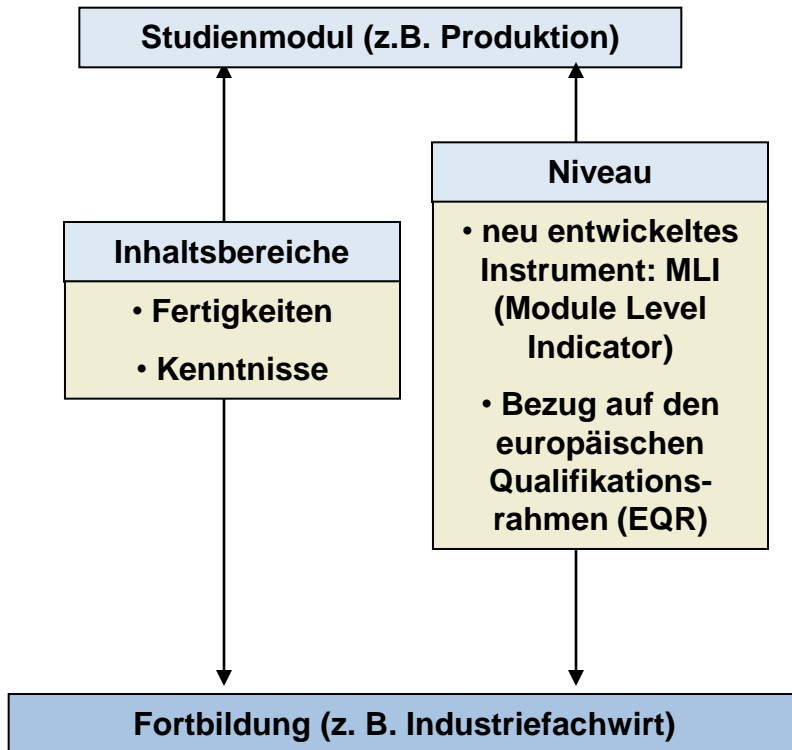 Studienmodul (z.B. Produktion)
Inhaltsbereiche
• Fertigkeiten
• Kenntnisse
Niveau
• neu entwickeltes
Instrument: MLI
(Module Level
Indicator)
• Bezug auf den
europäischen
Qualifikations-
rahmen (EQR)
Fortbildung (z. B. Industriefachwirt)